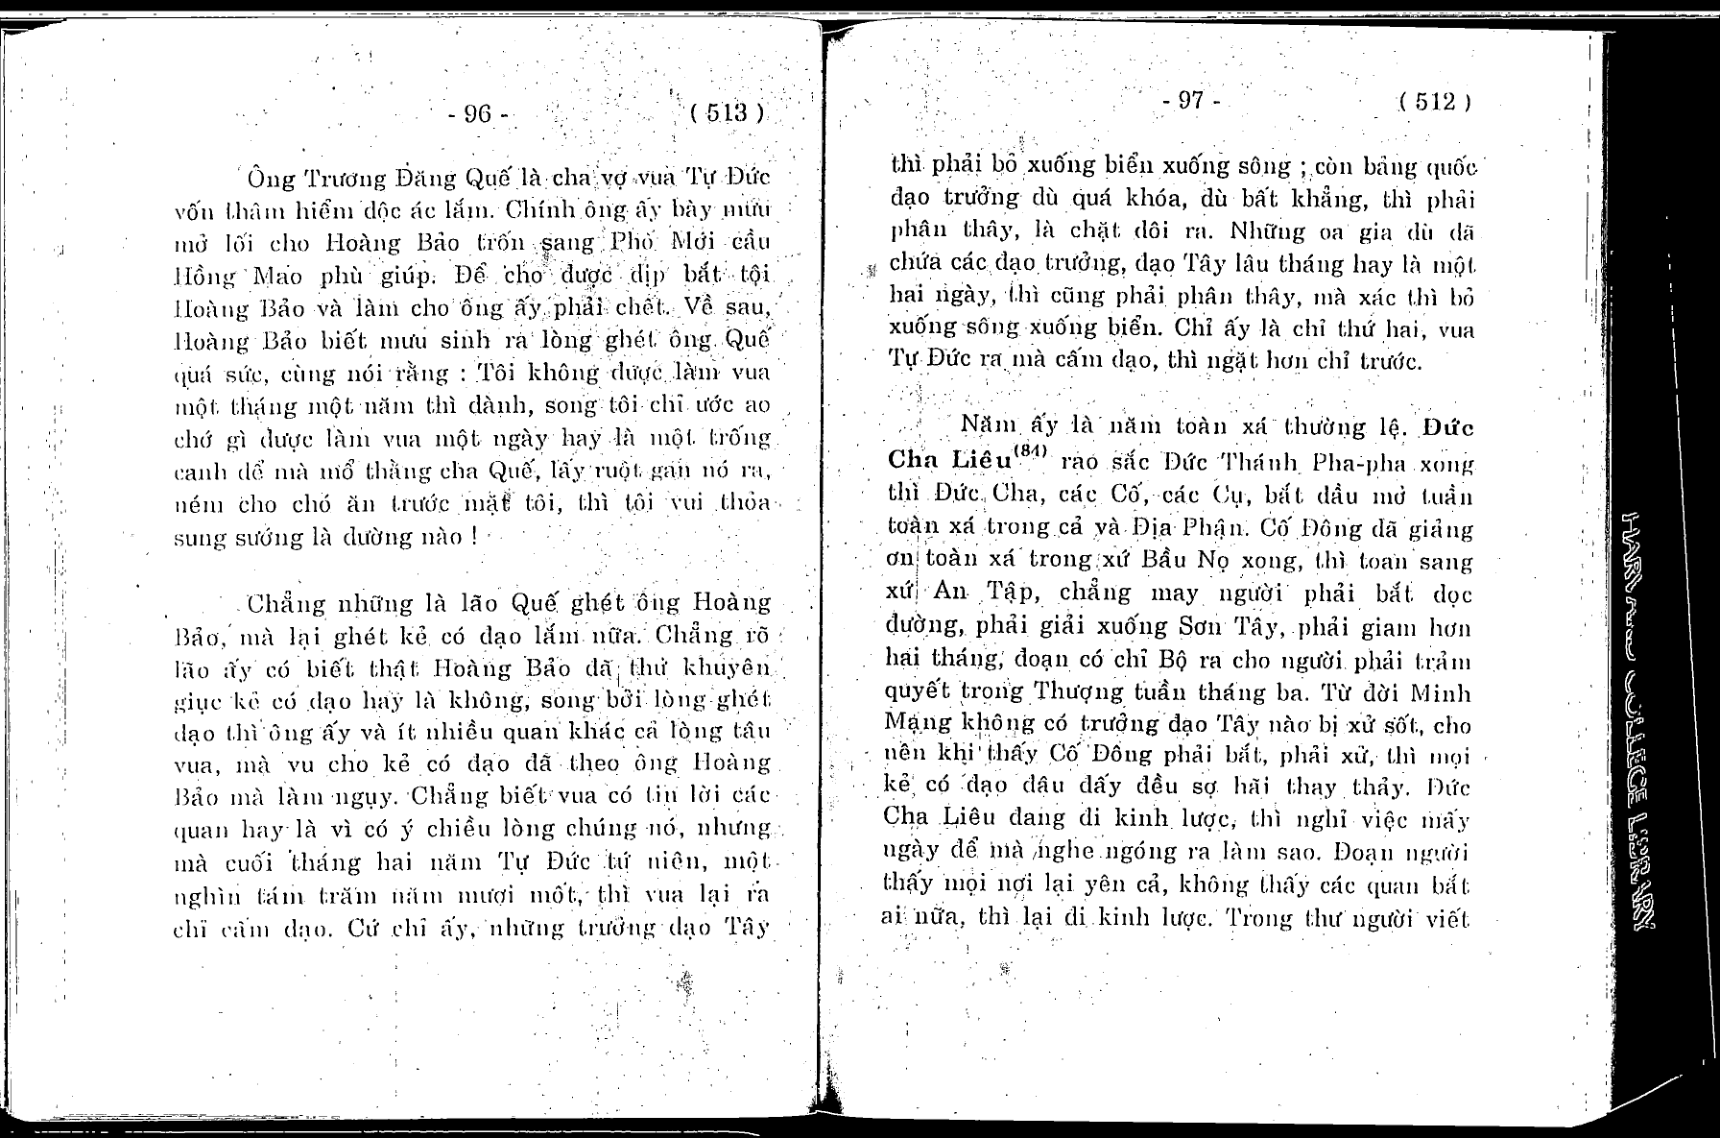 - 96 - ( 513 )
Ông Trương Đăng Quế là cha vợ vua Tự Đức
vốn thâm hiểm độc ác lắm. Chính ông ấy bày mưu
mở lối cho Hoàng Bảo trốn sang Phố Mới cầu
Hồng Mao phù giúp. Để cho được dịp bắt tội
Hoàng Bảo và làm cho ông ấy phải chết. Về sau,
Hoàng Bảo biết mưu sinh ra lòng ghét ông Quế
quá sức, cùng nói rằng : Tôi không được làm vua
một tháng một năm thì dành, song tôi chỉ ước ao
chớ gì được làm vua một ngày hay là một trống
canh để mà mổ thằng cha Quế, lấy ruột gan nó ra,
ném cho chó ăn trước mặt tôi, thì tôi vui thỏa
sung sướng là dường nào !
Chẳng những là lão Quế ghét ông Hoàng
Bảo, mà lại ghét kẻ có đạo lắm nữa. Chẳng rõ
lão ấy có biết thật Hoàng Bảo đã thử khuyên
giục kẻ có đạo hay là không, song bởi lòng ghét
đạo thì ông ấy và ít nhiều quan khác cả lòng tâu
vua, mà vu cho kẻ có đạo đã theo ông Hoàng
Bảo mà làm ngụy. Chẳng biết vua có tin lời các
quan hay là vì có ý chiều lòng chúng nó, nhưng
mà cuối tháng hai năm Tự Đức tứ niên, một
nghìn tám trăm năm mươi mốt, thì vua lại ra
chỉ cấm đạo. Cứ chỉ ấy, những trưởng đạo Tây
- 97 - ( 512 )
thì phải bỏ xuống biển xuống sông ; còn bảng quốc
đạo trưởng dù quá khóa, dù bất khẳng, thì phải
phân thây, là chặt đôi ra. Những oa gia dù đã
chứa các đạo trưởng, đạo Tây lâu tháng hay là một
hai ngày, thì cũng phải phân thây, mà xác thì bỏ
xuống sông xuống biển. Chỉ ấy là chỉ thứ hai, vua
Tự Đức ra mà cấm đạo, thì ngặt hơn chỉ trước.
Năm ấy là năm toàn xá thường lệ. Đức
Cha Liêu(84) rao sắc Đức Thánh Pha-pha xong
thì Đức Cha, các Cố, các Cụ, bắt đầu mở tuần
toàn xá trong cả và Địa Phận. Cố Đông đã giảng
ơn toàn xá trong xứ Bầu Nọ xong, thì toan sang
xứ An Tập, chẳng may người phải bắt dọc
đường, phải giải xuống Sơn Tây, phải giam hơn
hai tháng, đoạn có chỉ Bộ ra cho người phải trảm
quyết trong Thượng tuần tháng ba. Từ đời Minh
Mạng không có trưởng đạo Tây nào bị xử sốt, cho
nên khi thấy Cố Đông phải bắt, phải xử, thì mọi
kẻ có đạo đâu đấy đều sợ hãi thay thảy. Đức
Cha Liêu đang đi kinh lược, thì nghỉ việc mấy
ngày để mà nghe ngóng ra làm sao. Đoạn người
thấy mọi nơi lại yên cả, không thấy các quan bắt
ai nữa, thì lại đi kinh lược. Trong thư người viết
HARVARD COLLEGE LIBRARY